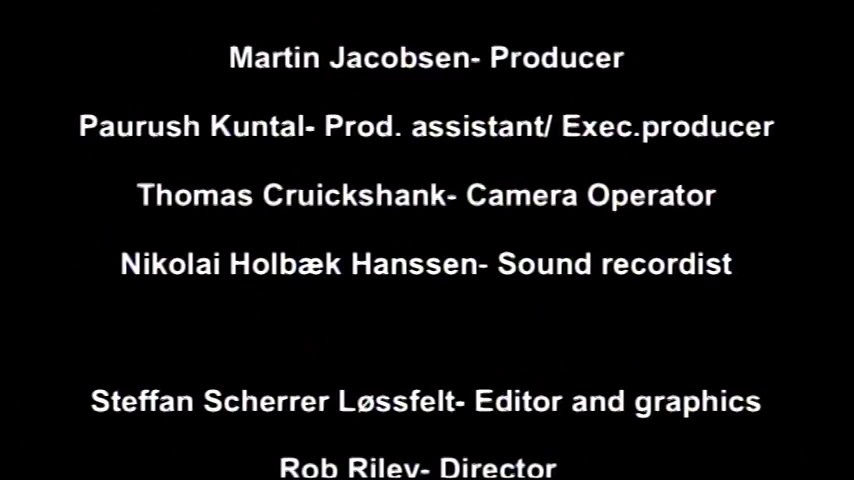 Martin Jacobsen- Producer
Paurush Kuntal- Prod. assistant/ Exec.producer
Thomas Cruickshank- Camera Operator
Nikolai Holbæk Hanssen- Sound recordist
Steffan Scherrer Løssfelt- Editor and graphics
Rob Riley- Director